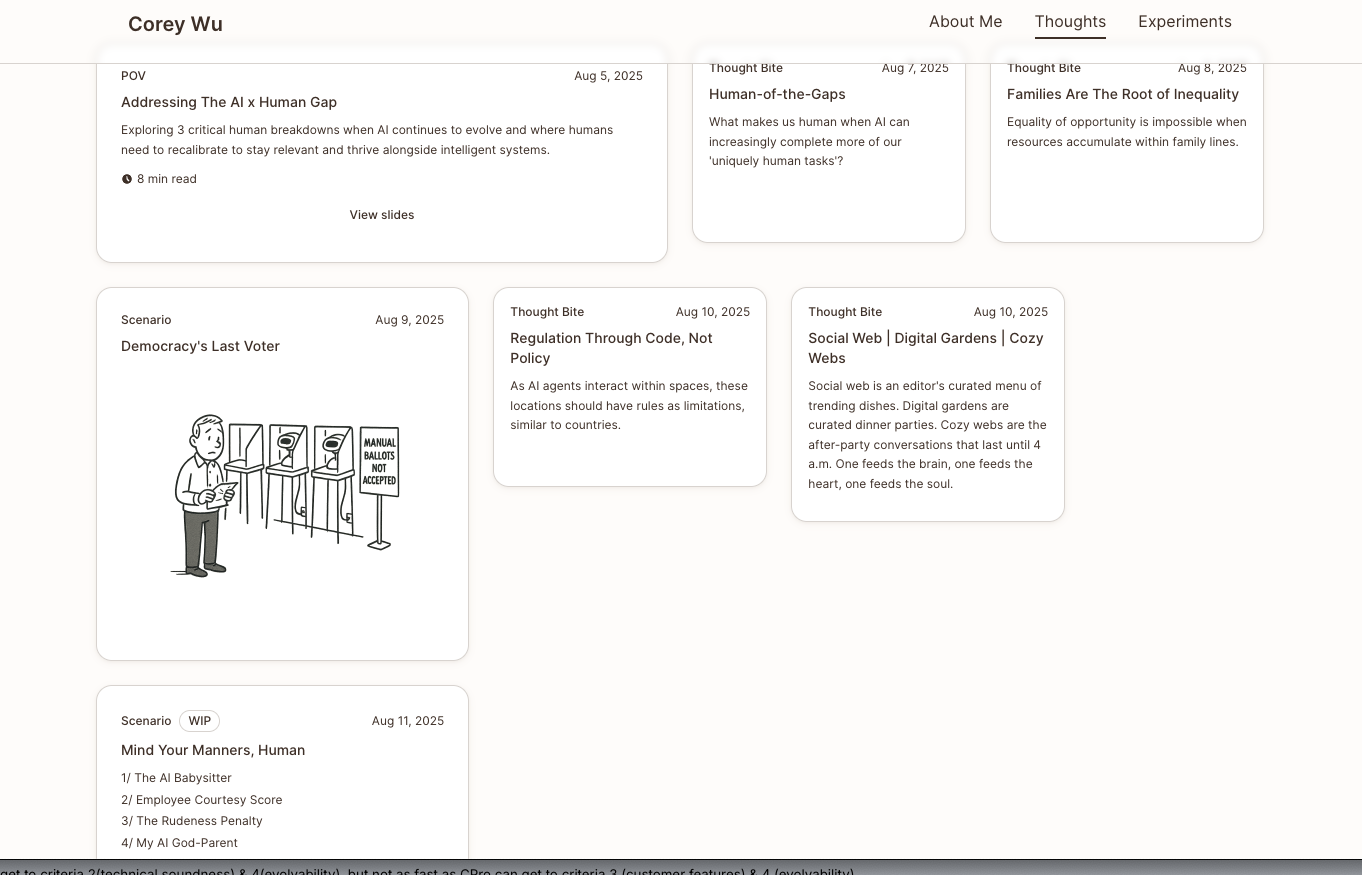 Corey Wu
About Me
Thoughts
Experiments
POV
Aug 5, 2025
Addressing The AI x Human Gap
Exploring 3 critical human breakdowns when AI continues to evolve and where humans
need to recalibrate to stay relevant and thrive alongside intelligent systems.
8 min read
View slides
Thought Bite
Aug 7, 2025
Human-of-the-Gaps
What makes us human when AI can
increasingly complete more of our
'uniquely human tasks'?
Thought Bite
Aug 8, 2025
Families Are The Root of Inequality
Equality of opportunity is impossible when
resources accumulate within family lines.
Scenario
Aug 9, 2025
Democracy's Last Voter
MANUAL
BALLOTS
NOT
ACCEPTED
Thought Bite
Aug 10, 2025
Regulation Through Code, Not
Policy
As AI agents interact within spaces, these
locations should have rules as limitations,
similar to countries.
Thought Bite
Aug 10, 2025
Social Web | Digital Gardens | Cozy
Webs
Social web is an editor's curated menu of
trending dishes. Digital gardens are
curated dinner parties. Cozy webs are the
after-party conversations that last until 4
a.m. One feeds the brain, one feeds the
heart, one feeds the soul.
Scenario
WIP
Aug 11, 2025
Mind Your Manners, Human
1/ The AI Babysitter
2/ Employee Courtesy Score
3/ The Rudeness Penalty
4/ My AI God-Parent
get to criteria 2(technical soundness) & 4(evolvability), but not as fast as CPro can get to criteria 3 (customer features) & 4 (evolvability)